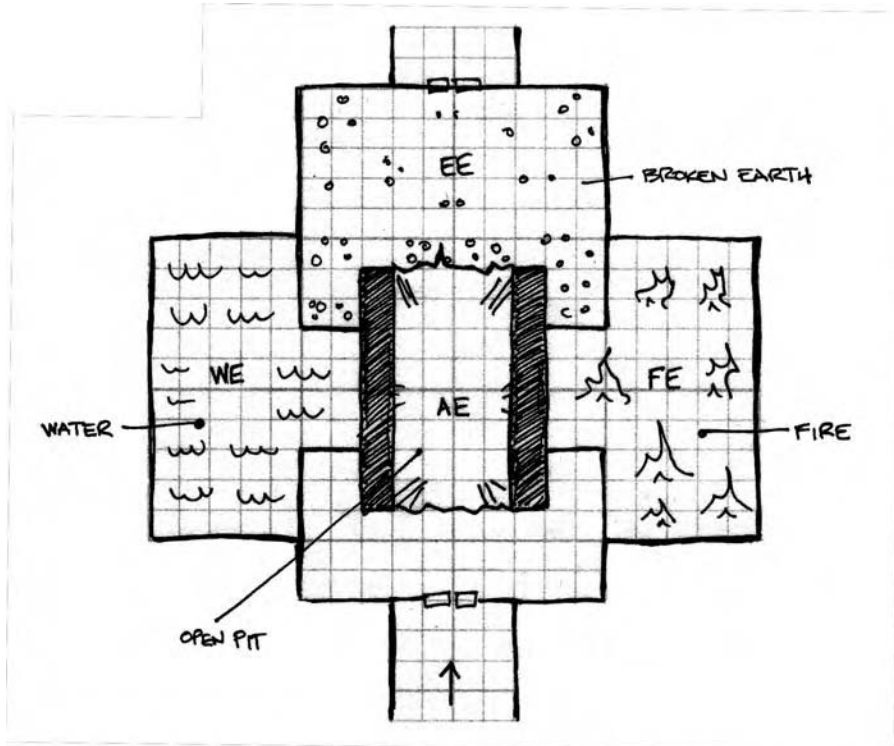 EE
BROKEN EARTH
WE
FE
AE
WATER
FIRE
OPEN PIT